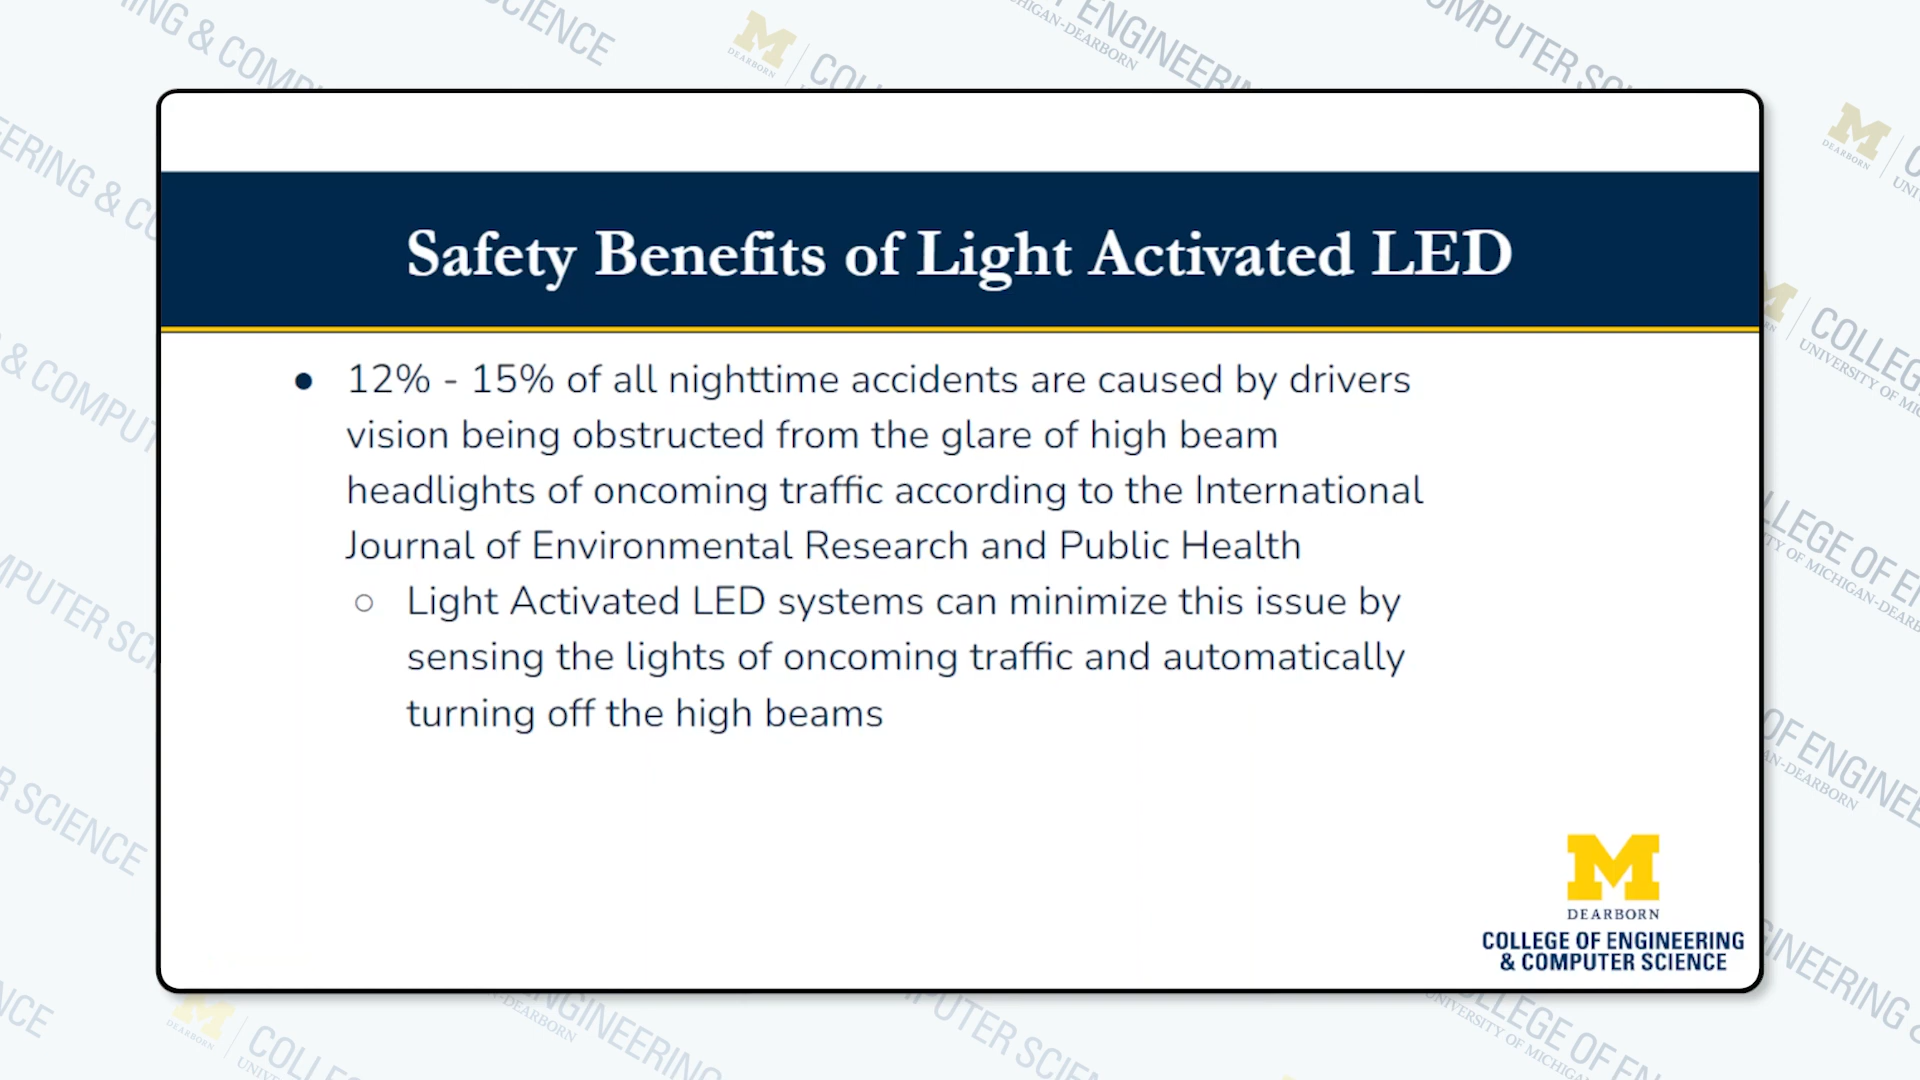 Safety Benefits of Light Activated LED
● 12% - 15% of all nighttime accidents are caused by drivers
vision being obstructed from the glare of high beam
headlights of oncoming traffic according to the International
Journal of Environmental Research and Public Health
○ Light Activated LED systems can minimize this issue by
sensing the lights of oncoming traffic and automatically
turning off the high beams
M
DEARBORN
COLLEGE OF ENGINEERING
& COMPUTER SCIENCE